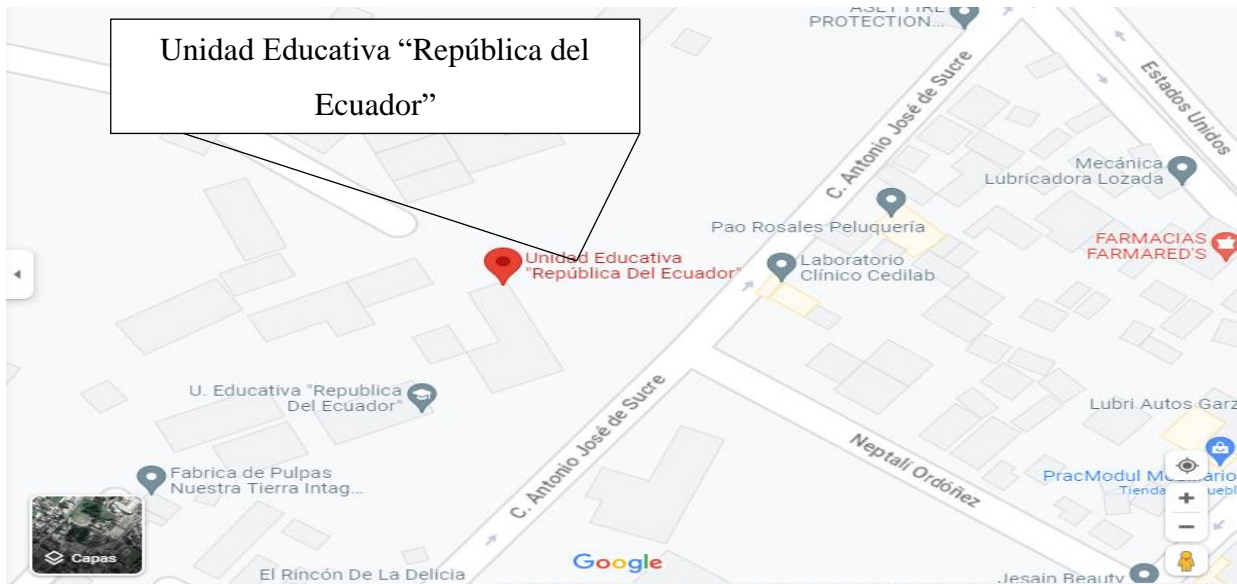 ASET FIRE
PROTECTION...
Unidad Educativa “República del
Ecuador”
Estados Unidos
C. Antonio José de Sucre
Mecánica
Lubricadora Lozada
Pao Rosales Peluquería
FARMACIAS
FARMARED'S
Unidad Educativa
"República Del Ecuador"
Laboratorio
Clínico Cedilab
U. Educativa "Republica
Del Ecuador"
C. Antonio José de Sucre
Lubri Autos Garz
Neptalí Ordóñez
Fabrica de Pulpas
Nuestra Tierra Intag...
PracModul
Tienda
Capas
El Rincón De La Delicia
Google
Jesain Beauty